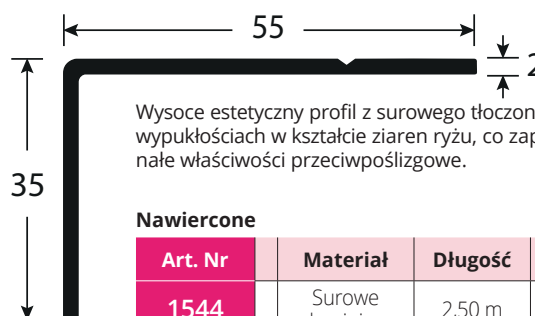 55
2
Wysoce estetyczny profil z surowego tłoczon
wypukłościach w kształcie ziaren ryżu, co zap
nałe właściwości przeciwpoślizgowe.
35
Nawiercone
Art. Nr Materiał Długość
1544 Surowe 2,50 m